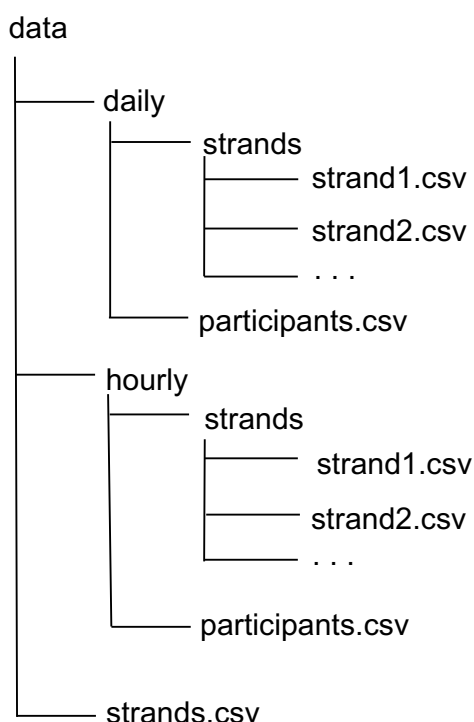 data
daily
strands
strand1.csv
strand2.csv
. . .
participants.csv
hourly
strands
strand1.csv
strand2.csv
. . .
participants.csv
strands.csv